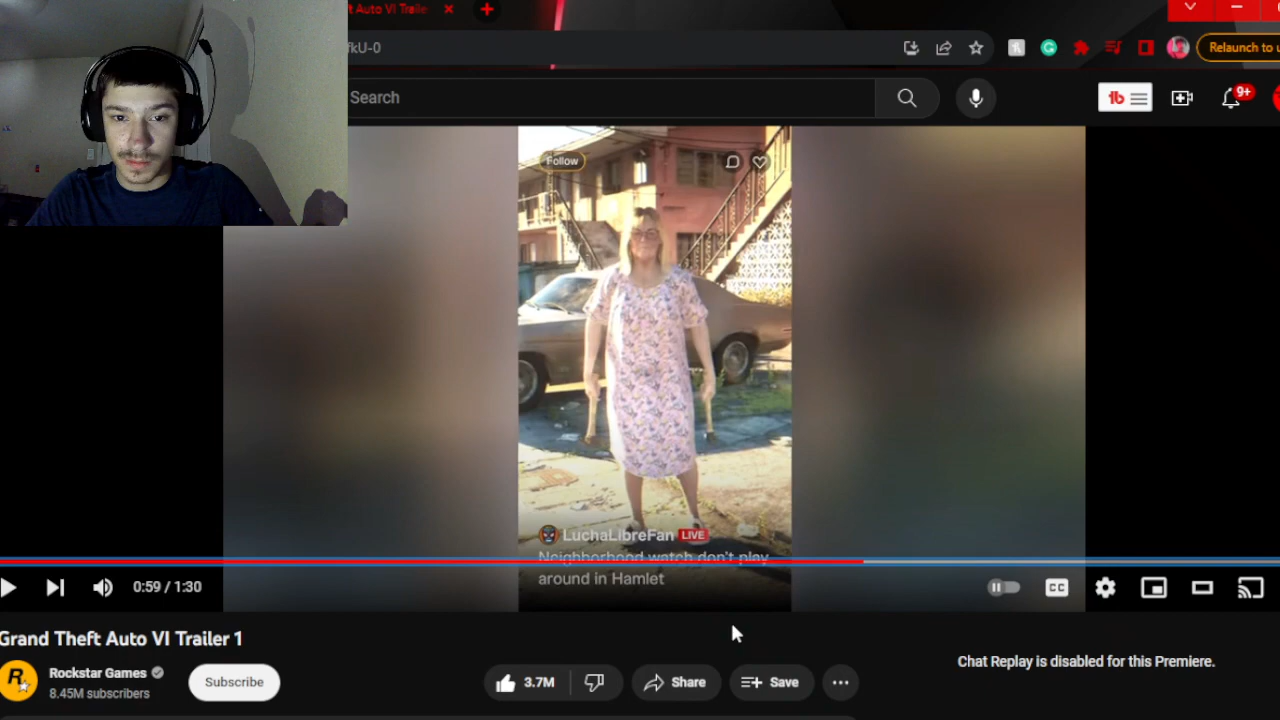 t Auto VI Traile
fkU-0
Relaunch to u
Search
9+
Follow
LuchaLibreFan LIVE
Neighborhood watch don't play
around in Hamlet
0:59 / 1:30
CC
Grand Theft Auto VI Trailer 1
Chat Replay is disabled for this Premiere.
Rockstar Games
8.45M subscribers
Subscribe
3.7M
Share
Save